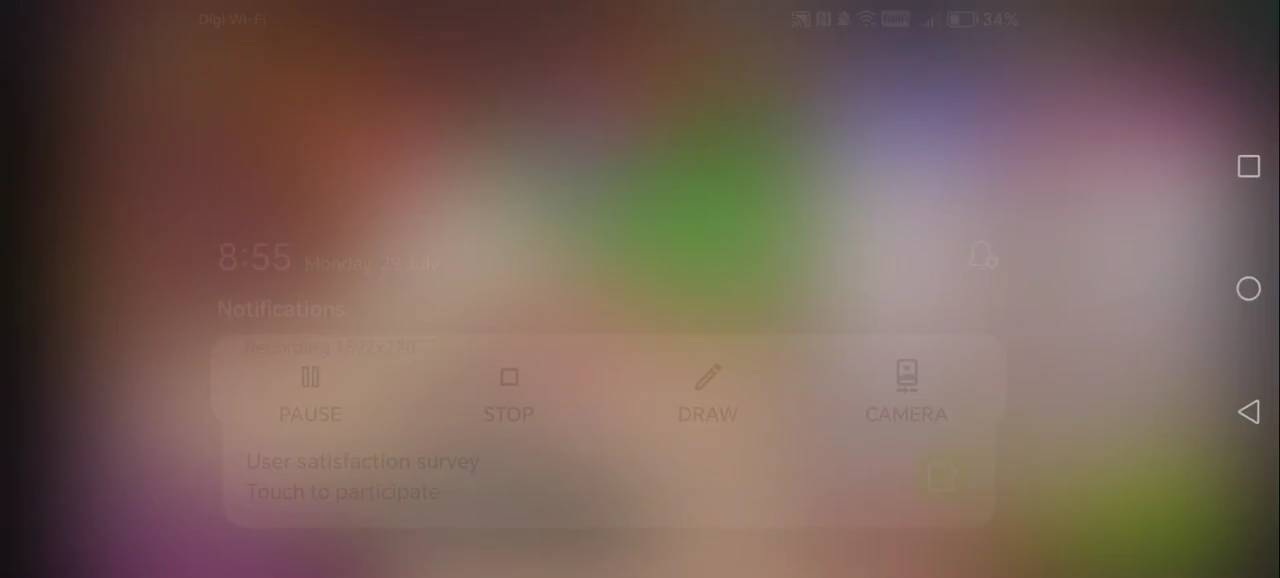 Digi Wi-Fi
34%
8:55 Monday, 29 July
Notifications
Recording 1572x720
PAUSE STOP DRAW CAMERA
User satisfaction survey
Touch to participate